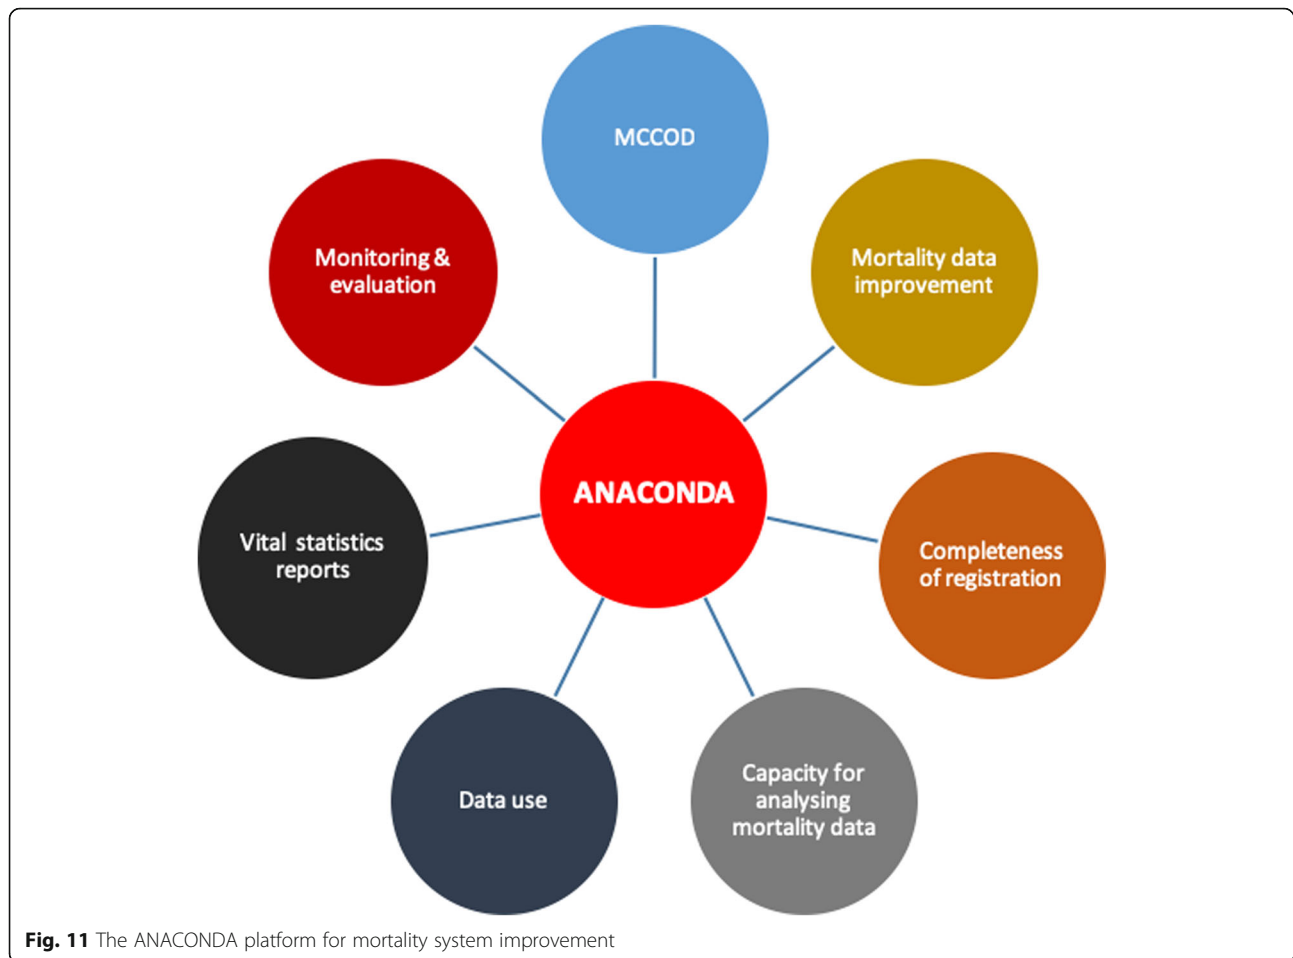 MCCOD
Monitoring &
evaluation
Mortality data
improvement
ANACONDA
Vital statistics
reports
Completeness
of registration
Data use
Capacity for
analysing
mortality data
Fig. 11 The ANACONDA platform for mortality system improvement